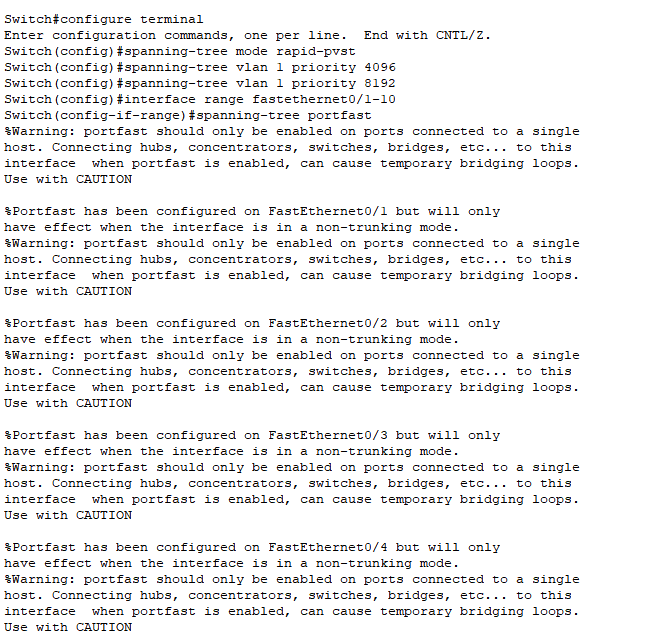 Switch#configure terminal
Enter configuration commands, one per line.  End with CNTL/Z.
Switch(config)#spanning-tree mode rapid-pvst
Switch(config)#spanning-tree vlan 1 priority 4096
Switch(config)#spanning-tree vlan 1 priority 8192
Switch(config)#interface range fastethernet0/1-10
Switch(config-if-range)#spanning-tree portfast
%Warning: portfast should only be enabled on ports connected to a single
host. Connecting hubs, concentrators, switches, bridges, etc... to this
interface  when portfast is enabled, can cause temporary bridging loops.
Use with CAUTION

%Portfast has been configured on FastEthernet0/1 but will only
have effect when the interface is in a non-trunking mode.
%Warning: portfast should only be enabled on ports connected to a single
host. Connecting hubs, concentrators, switches, bridges, etc... to this
interface  when portfast is enabled, can cause temporary bridging loops.
Use with CAUTION

%Portfast has been configured on FastEthernet0/2 but will only
have effect when the interface is in a non-trunking mode.
%Warning: portfast should only be enabled on ports connected to a single
host. Connecting hubs, concentrators, switches, bridges, etc... to this
interface  when portfast is enabled, can cause temporary bridging loops.
Use with CAUTION

%Portfast has been configured on FastEthernet0/3 but will only
have effect when the interface is in a non-trunking mode.
%Warning: portfast should only be enabled on ports connected to a single
host. Connecting hubs, concentrators, switches, bridges, etc... to this
interface  when portfast is enabled, can cause temporary bridging loops.
Use with CAUTION

%Portfast has been configured on FastEthernet0/4 but will only
have effect when the interface is in a non-trunking mode.
%Warning: portfast should only be enabled on ports connected to a single
host. Connecting hubs, concentrators, switches, bridges, etc... to this
interface  when portfast is enabled, can cause temporary bridging loops.
Use with CAUTION